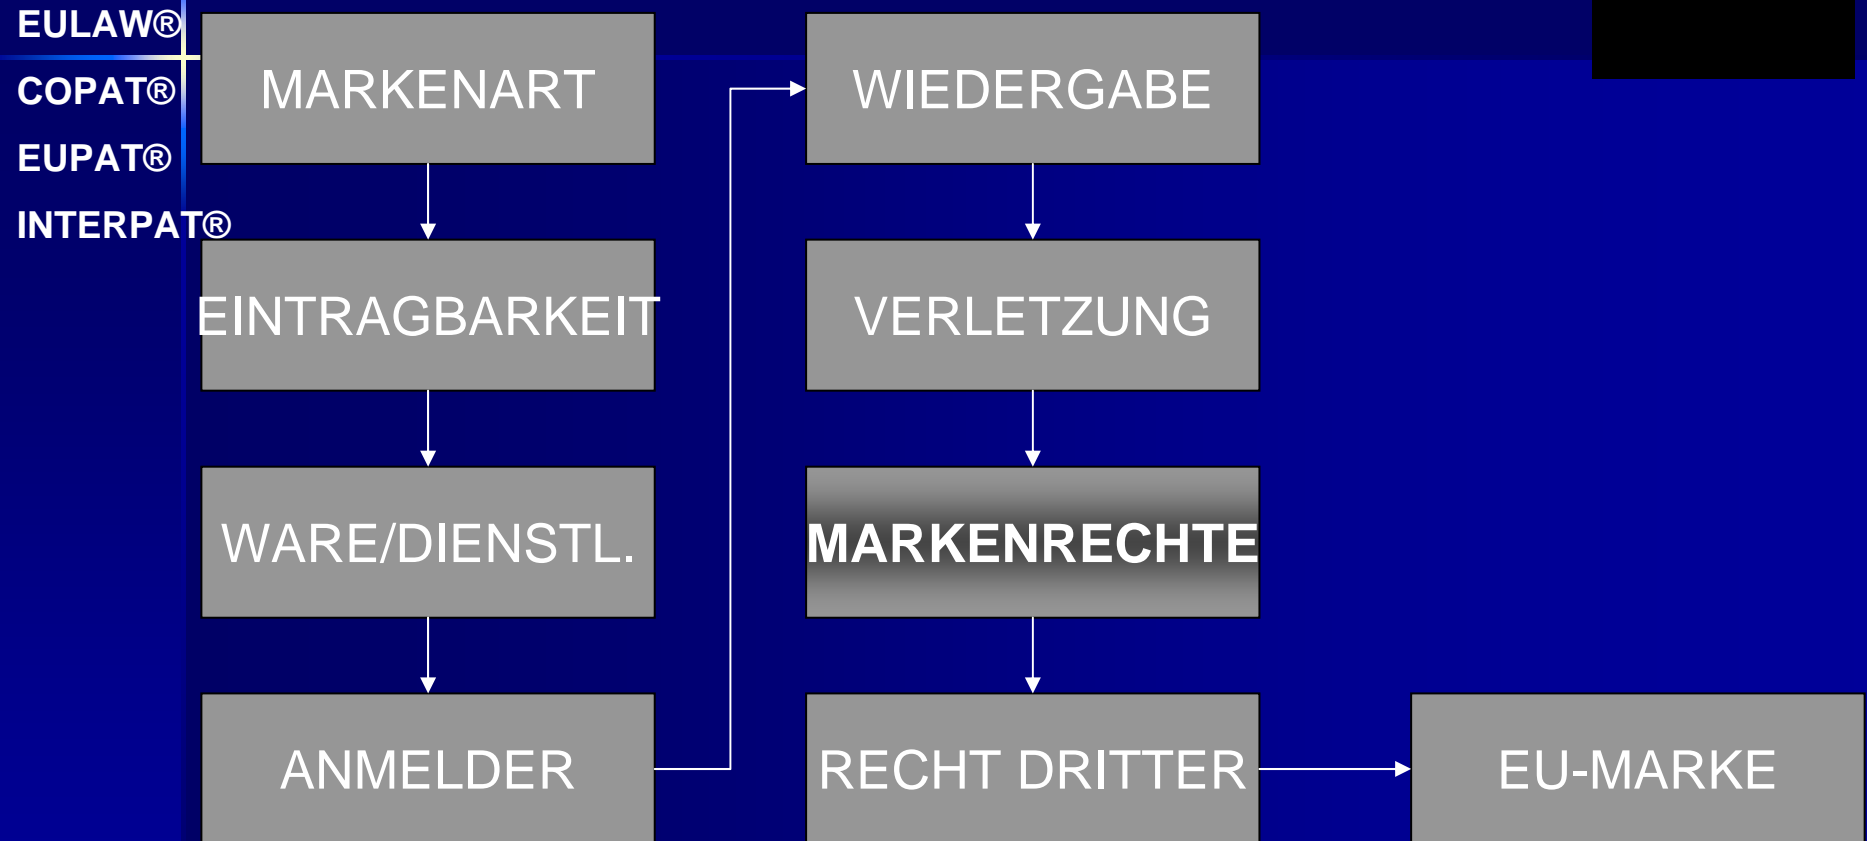 EULAW®
COPAT®
EUPAT®
INTERPAT®
MARKENART
EINTRAGBARKEIT
WARE/DIENSTL.
ANMELDER
WIEDERGABE
VERLETZUNG
MARKENRECHTE
RECHT DRITTER
EU-MARKE